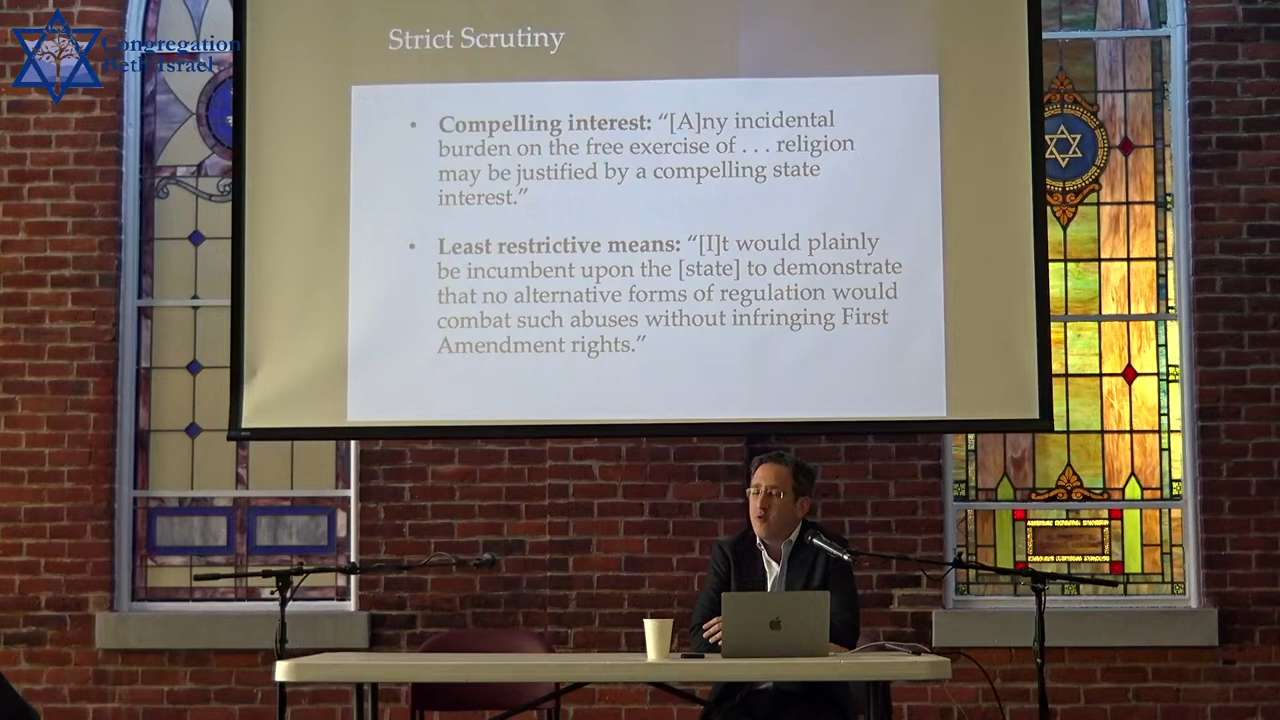 Congregation
Beth Israel
Strict Scrutiny
• Compelling interest: “[A]ny incidental
burden on the free exercise of . . . religion
may be justified by a compelling state
interest.”
• Least restrictive means: “[I]t would plainly
be incumbent upon the [state] to demonstrate
that no alternative forms of regulation would
combat such abuses without infringing First
Amendment rights.”